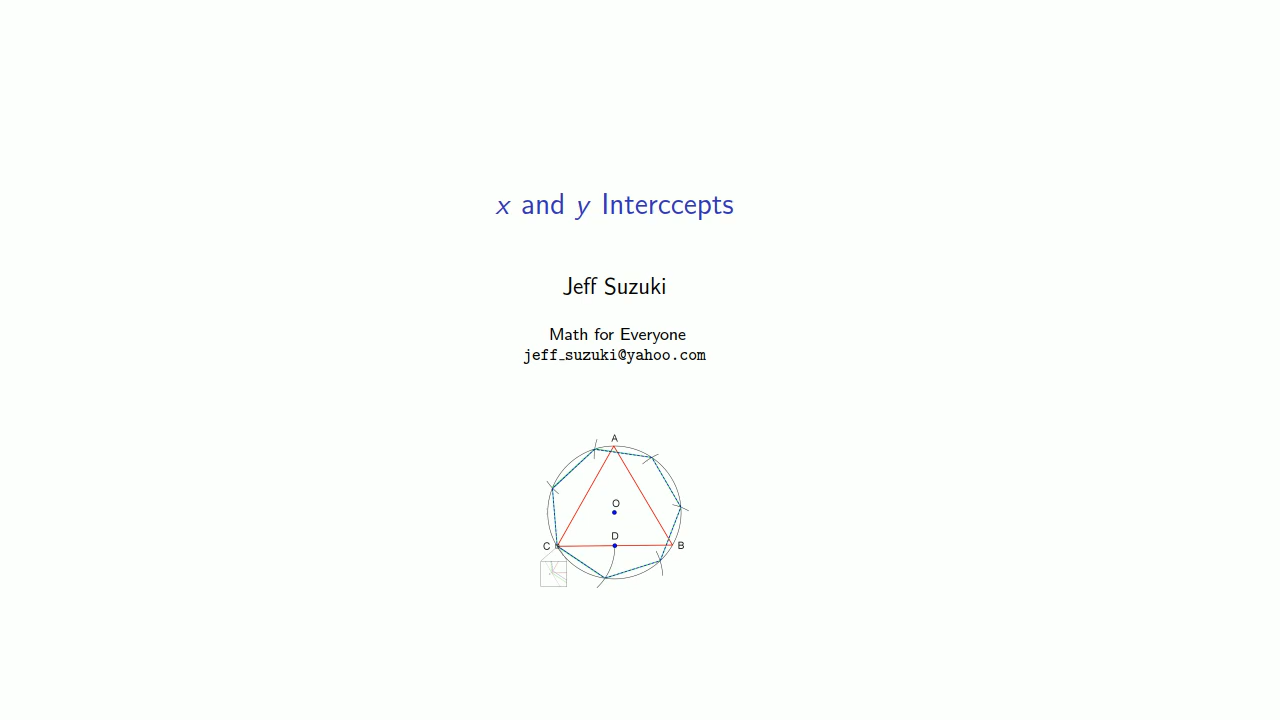 x and y Interccepts
Jeff Suzuki
Math for Everyone
jeff_suzuki@yahoo.com
A
O
D
C
B